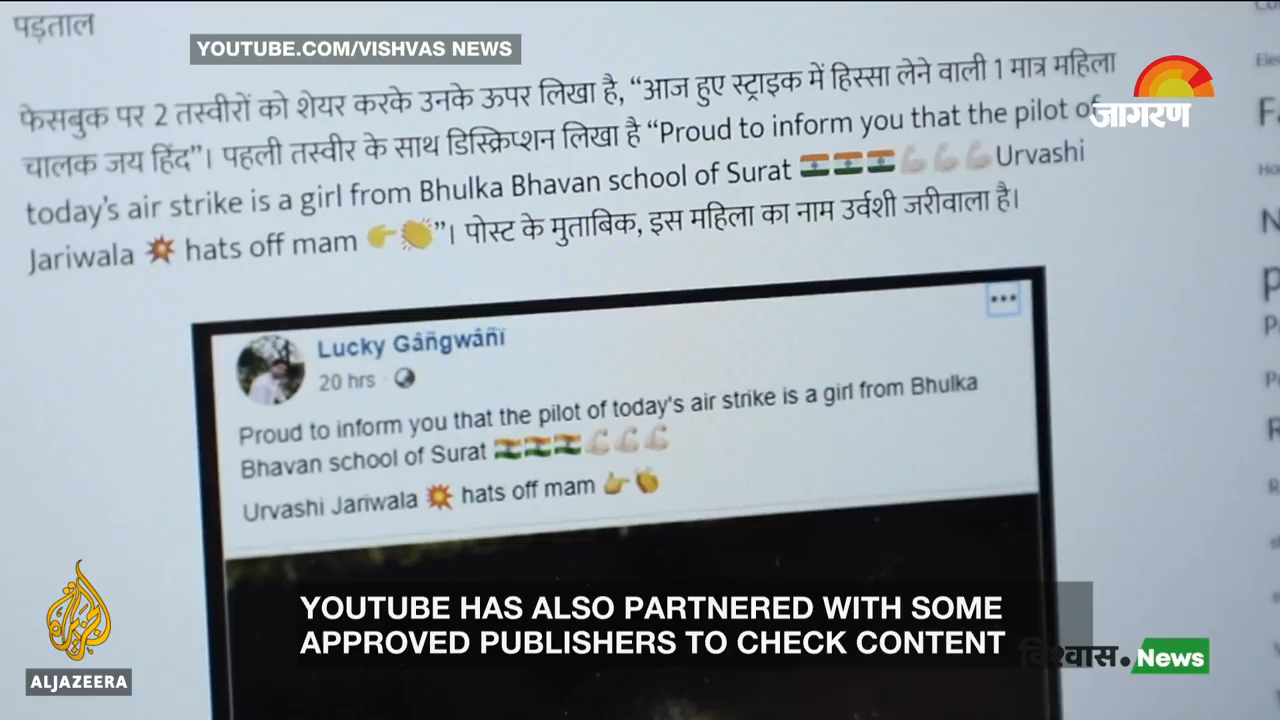 पड़ताल
YOUTUBE.COM/VISHVAS NEWS
जागरण
फेसबुक पर 2 तस्वीरों को शेयर करके उनके ऊपर लिखा है, “आज हुए स्ट्राइक में हिस्सा लेने वाली 1 मात्र महिला
चालक जय हिंद”। पहली तस्वीर के साथ डिस्क्रिप्शन लिखा है “Proud to inform you that the pilot of
today’s air strike is a girl from Bhulka Bhavan school of Surat 🇮🇳🇮🇳🇮🇳💪🏻💪🏻💪🏻Urvashi
Jariwala 💥 hats off mam 👉👏”। पोस्ट के मुताबिक, इस महिला का नाम उर्वशी जरीवाला है।
Lucky Gâñgwâñï
20 hrs
Proud to inform you that the pilot of today's air strike is a girl from Bhulka
Bhavan school of Surat 🇮🇳🇮🇳🇮🇳💪🏻💪🏻💪🏻
Urvashi Jariwala 💥 hats off mam 👉👏
YOUTUBE HAS ALSO PARTNERED WITH SOME
APPROVED PUBLISHERS TO CHECK CONTENT
विश्वास.News
ALJAZEERA